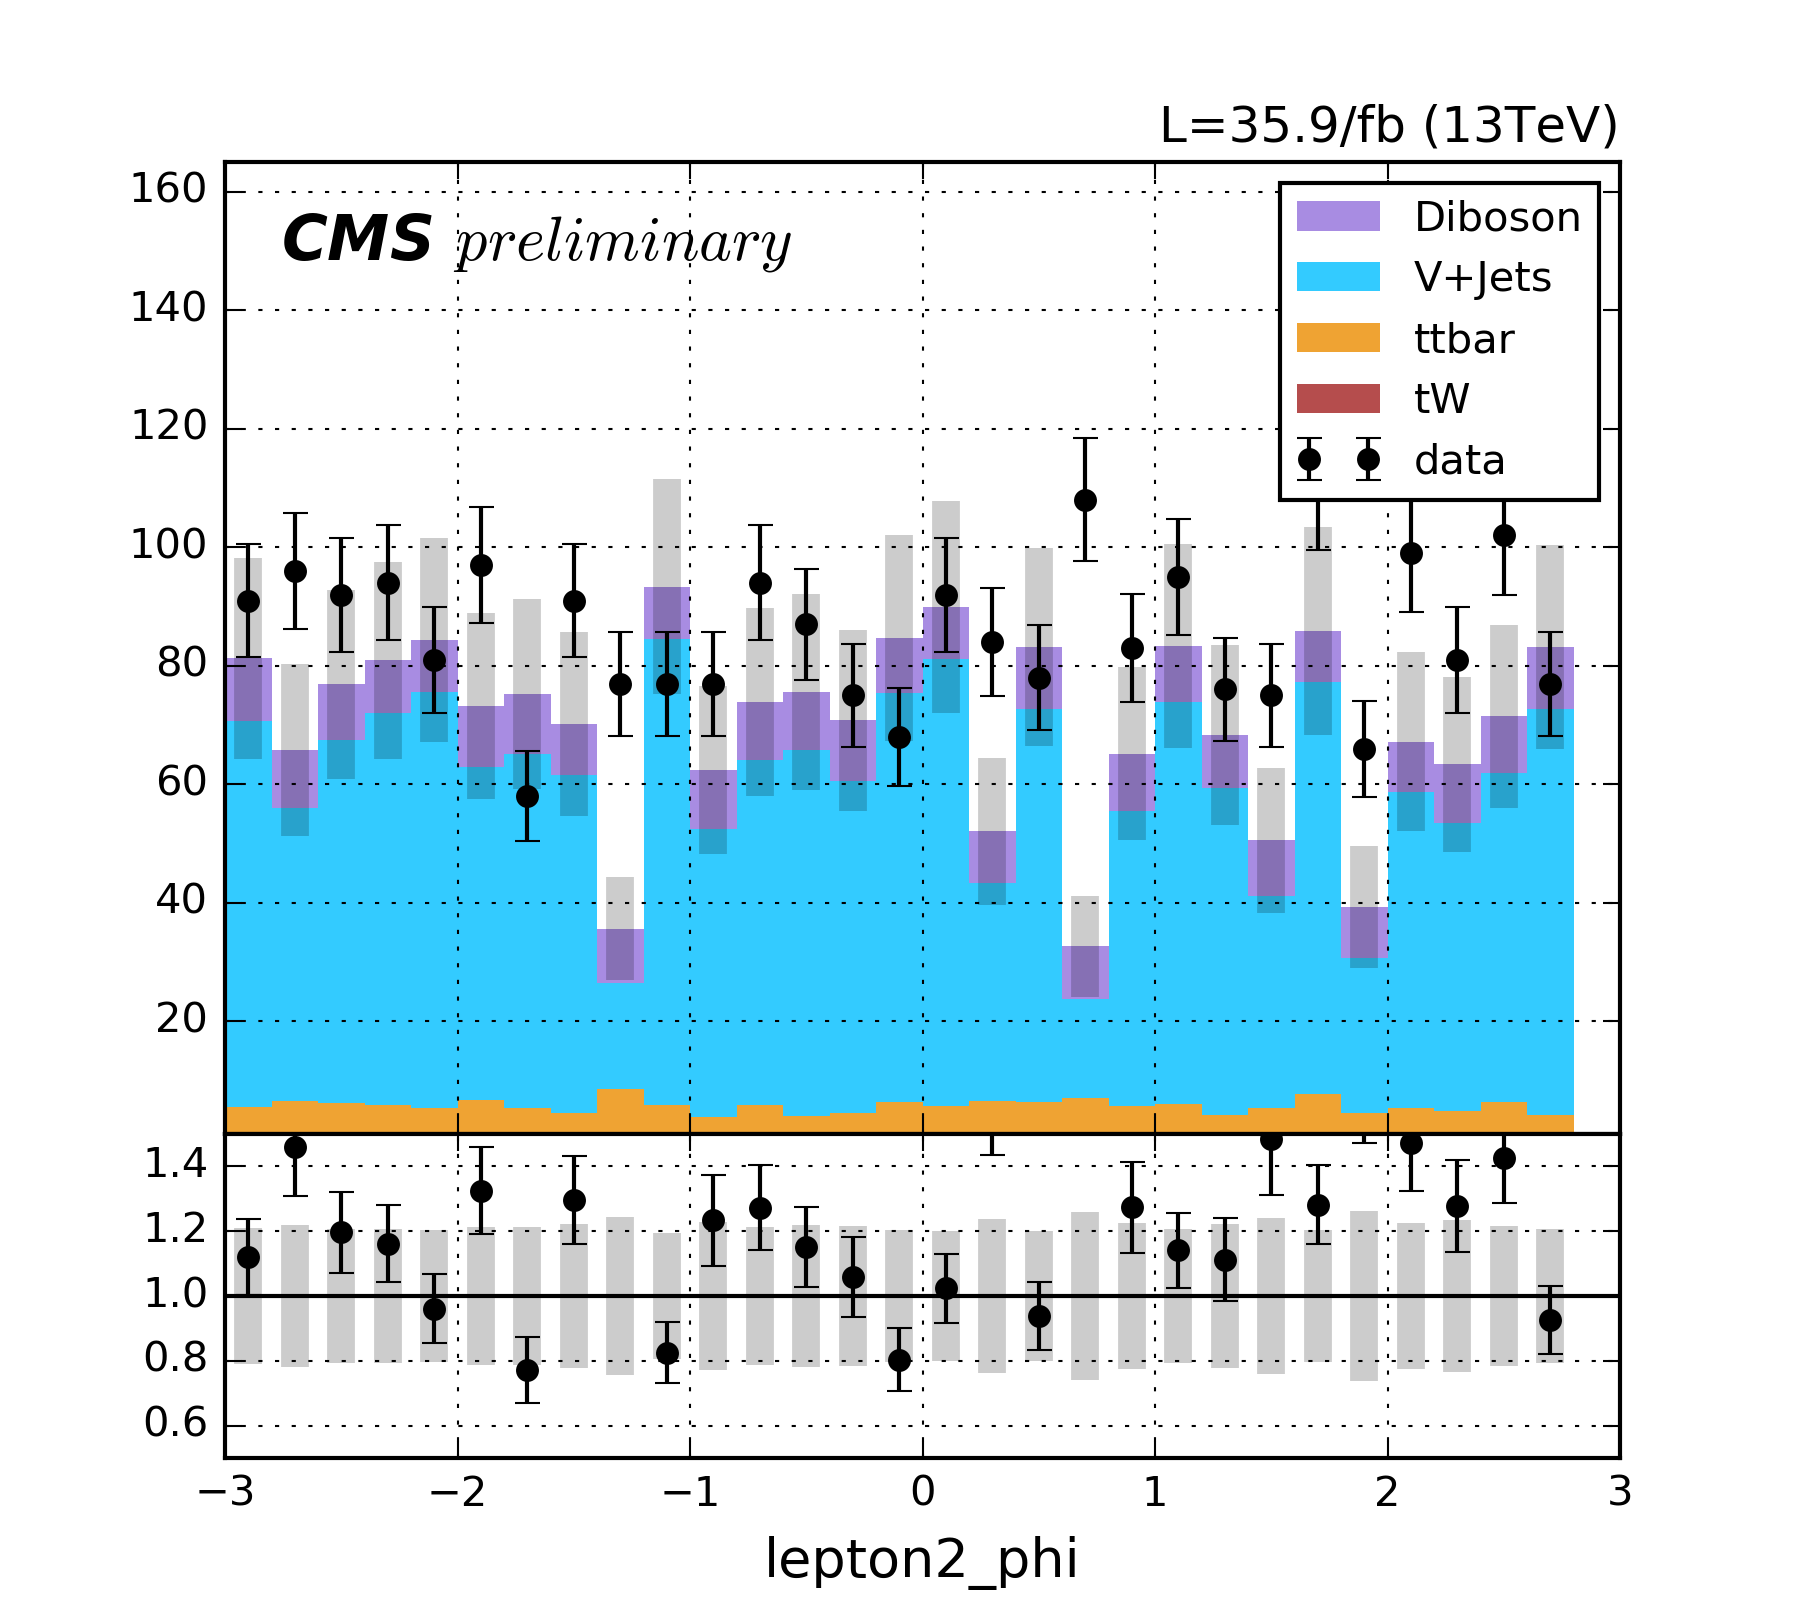 L=35.9/fb (13TeV)
CMS preliminary
160
140
120
100
80
60
40
20
Diboson
V+Jets
ttbar
tW
data
1.4
1.2
1.0
0.8
0.6
−3 −2 −1 0 1 2 3
lepton2_phi